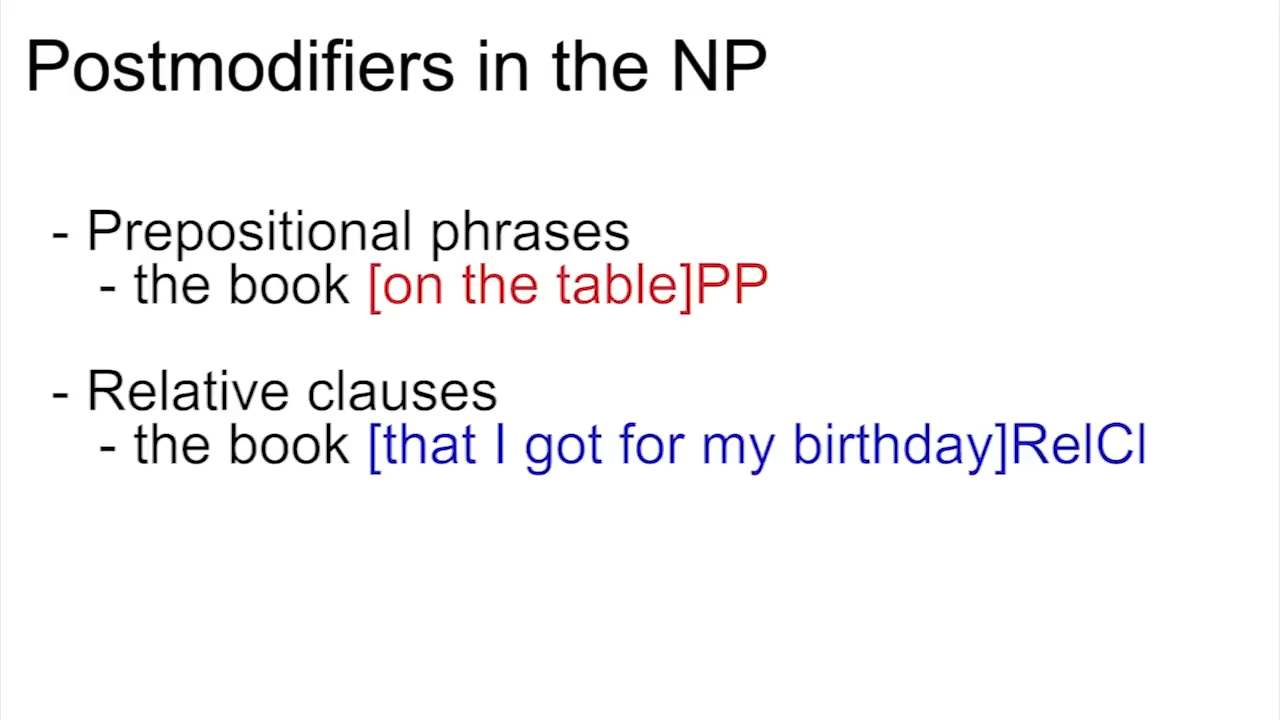 Postmodifiers in the NP
- Prepositional phrases
- the book [on the table]PP
- Relative clauses
- the book [that I got for my birthday]RelCl